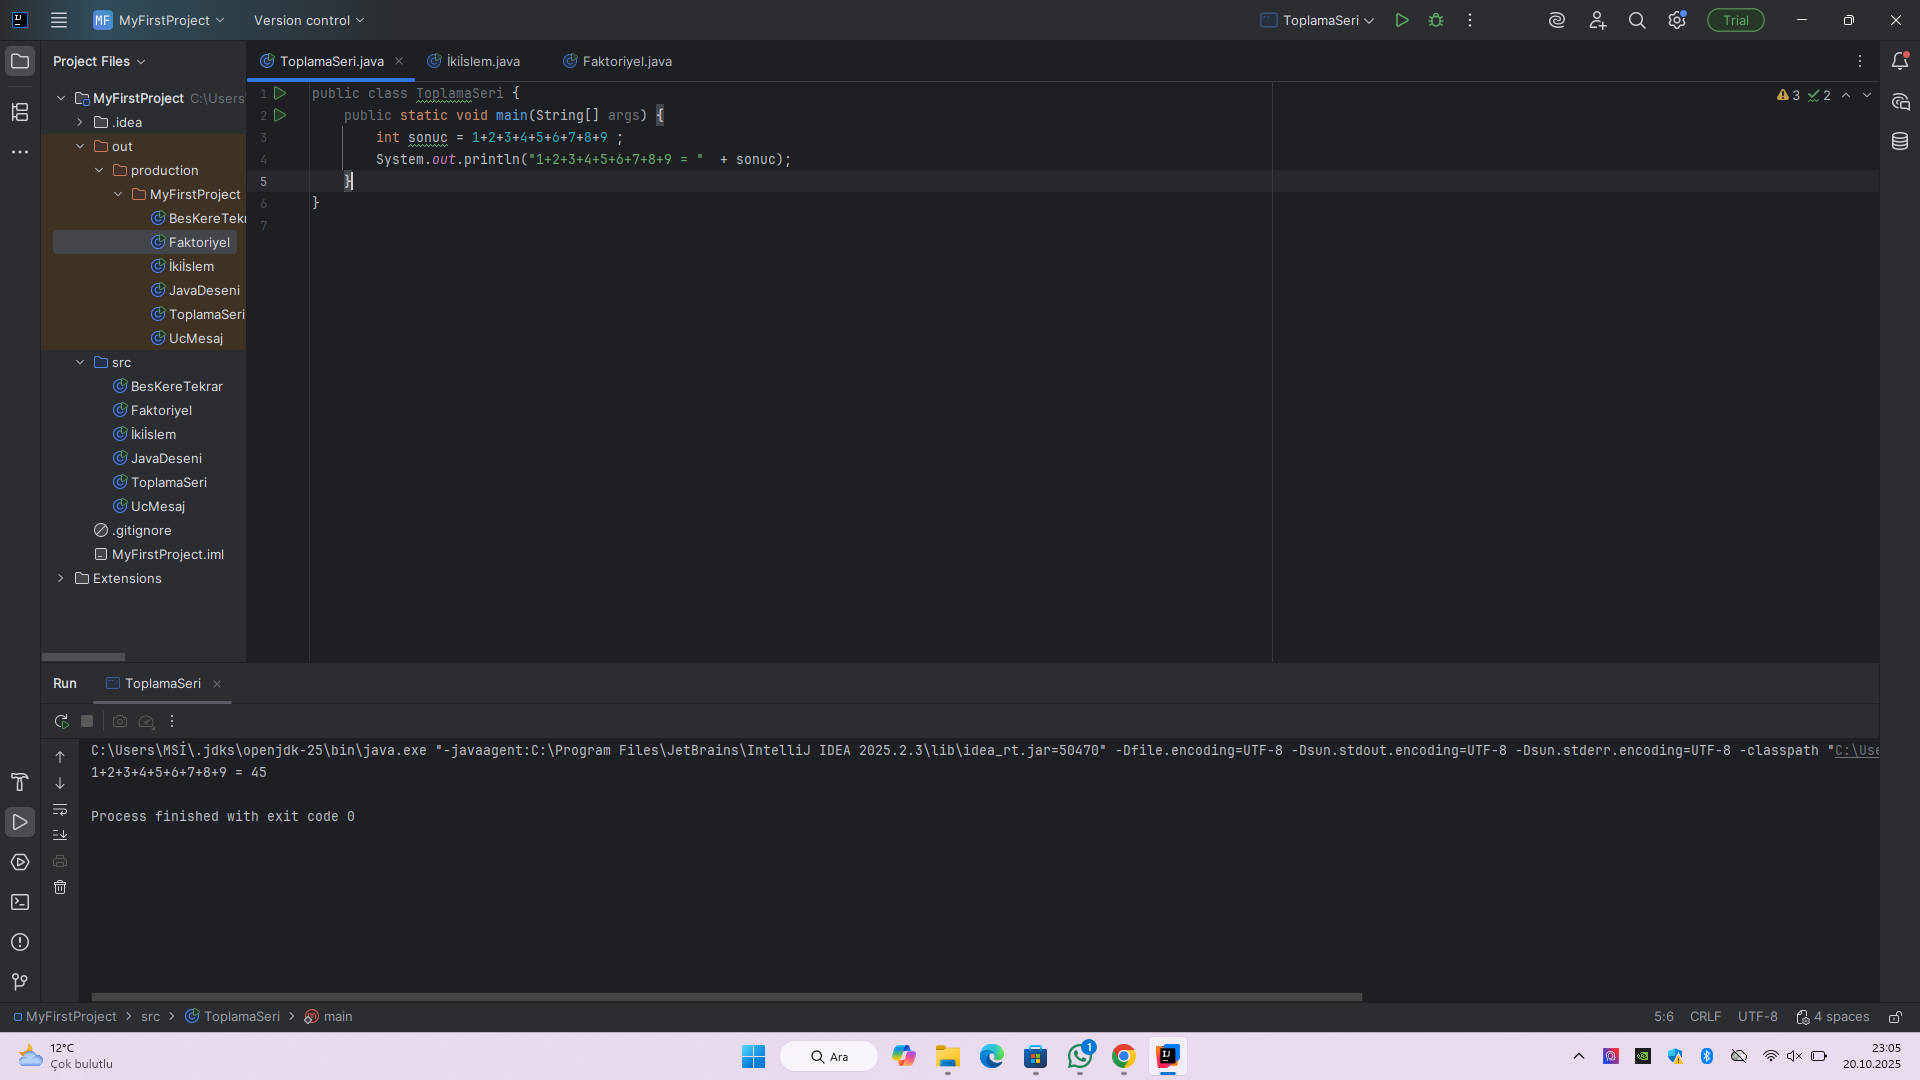 MF MyFirstProject Version control ToplamaSeri Trial
Project Files ToplamaSeri.java İkiİslem.java Faktoriyel.java
MyFirstProject C:\Users
.idea
out
production
MyFirstProject
BesKereTekr
Faktoriyel
İkiİslem
JavaDeseni
ToplamaSeri
UcMesaj
src
BesKereTekrar
Faktoriyel
İkiİslem
JavaDeseni
ToplamaSeri
UcMesaj
.gitignore
MyFirstProject.iml
Extensions
3 2
1 public class ToplamaSeri {
2 public static void main(String[] args) {
3 int sonuc = 1+2+3+4+5+6+7+8+9 ;
4 System.out.println("1+2+3+4+5+6+7+8+9 = "  + sonuc);
5 }
6 }
7
Run ToplamaSeri
C:\Users\MSİ\.jdks\openjdk-25\bin\java.exe "-javaagent:C:\Program Files\JetBrains\IntelliJ IDEA 2025.2.3\lib\idea_rt.jar=50470" -Dfile.encoding=UTF-8 -Dsun.stdout.encoding=UTF-8 -Dsun.stderr.encoding=UTF-8 -classpath "C:\Use
1+2+3+4+5+6+7+8+9 = 45
Process finished with exit code 0
MyFirstProject src ToplamaSeri main 5:6 CRLF UTF-8 4 spaces
12°C
Çok bulutlu
Ara
1
23:05
20.10.2025